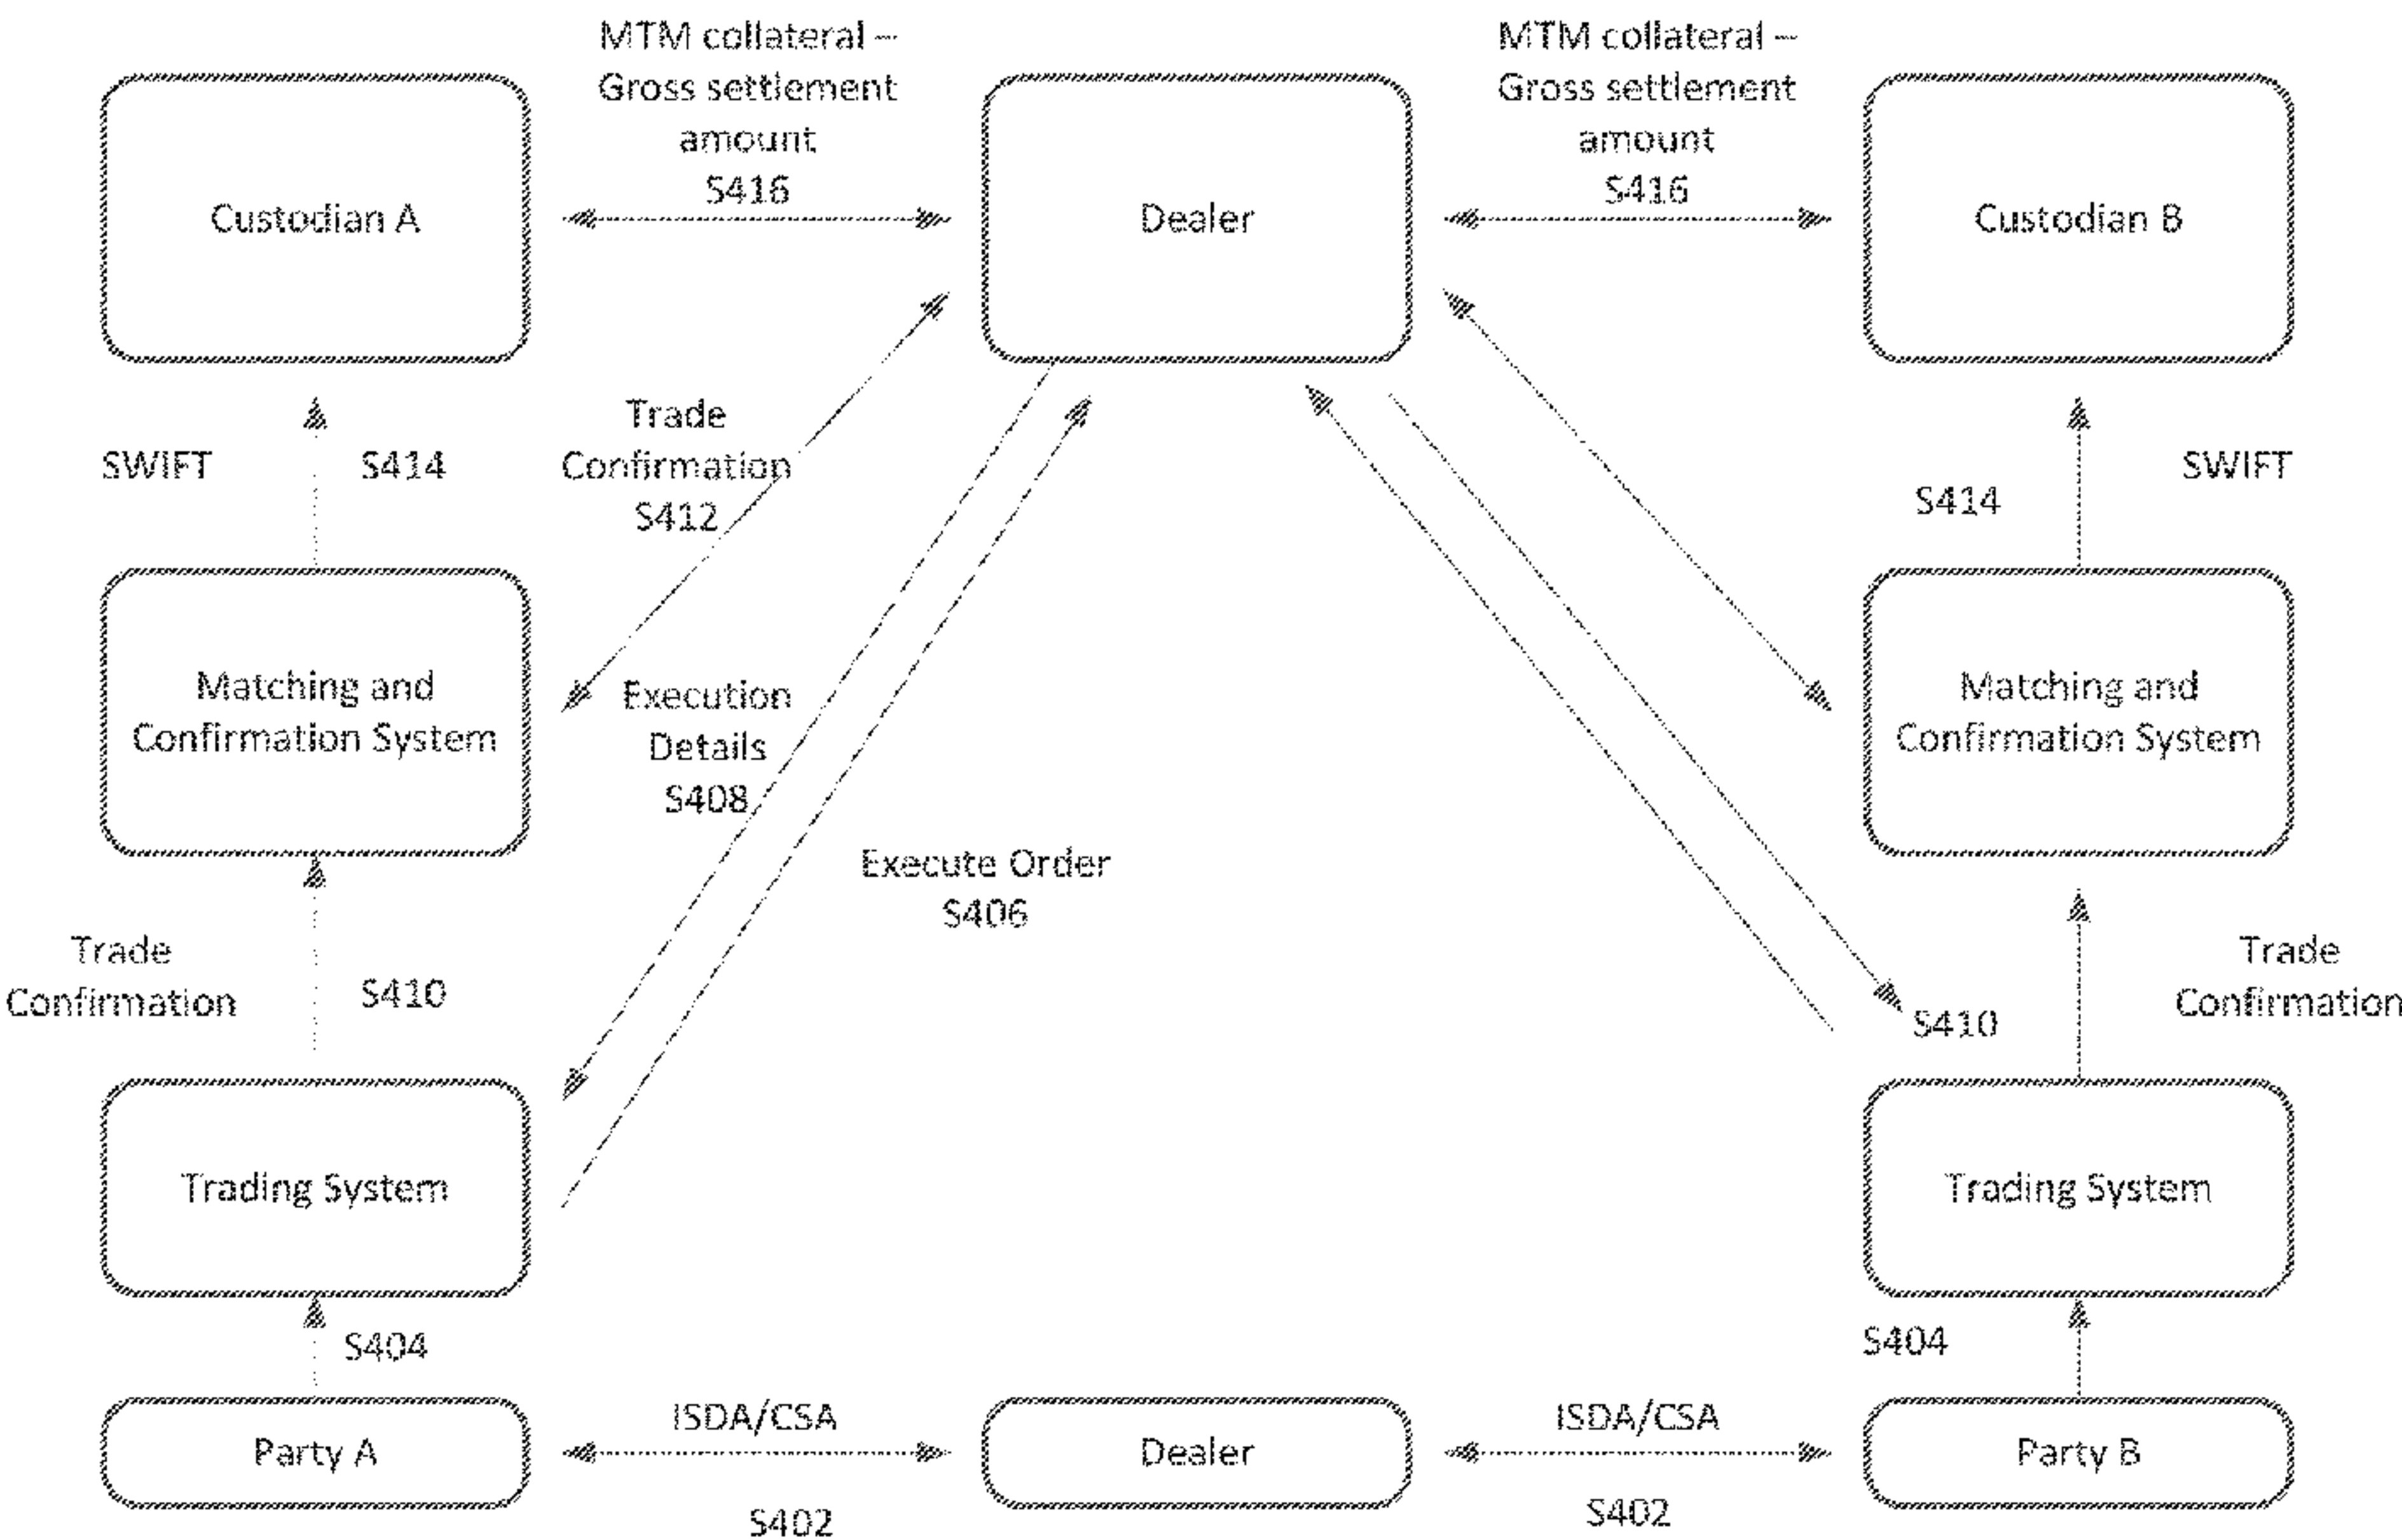 MTM collateral –
Gross settlement
amount
S416
MTM collateral –
Gross settlement
amount
S416
Custodian A
Dealer
Custodian B
SWIFT
S414
Trade
Confirmation
S412
S414
SWIFT
Matching and
Confirmation System
Execution
Details
S408
Matching and
Confirmation System
Execute Order
S406
Trade
Confirmation
S410
S410
Trade
Confirmation
Trading System
Trading System
S404
S404
Party A
ISDA/CSA
Dealer
ISDA/CSA
Party B
S402
S402